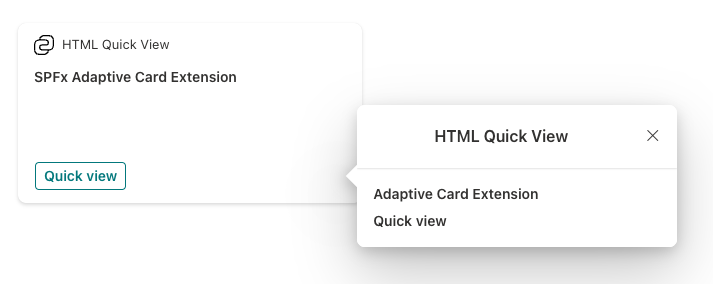 HTML Quick View
SPFx Adaptive Card Extension
Quick view
HTML Quick View
Adaptive Card Extension
Quick view